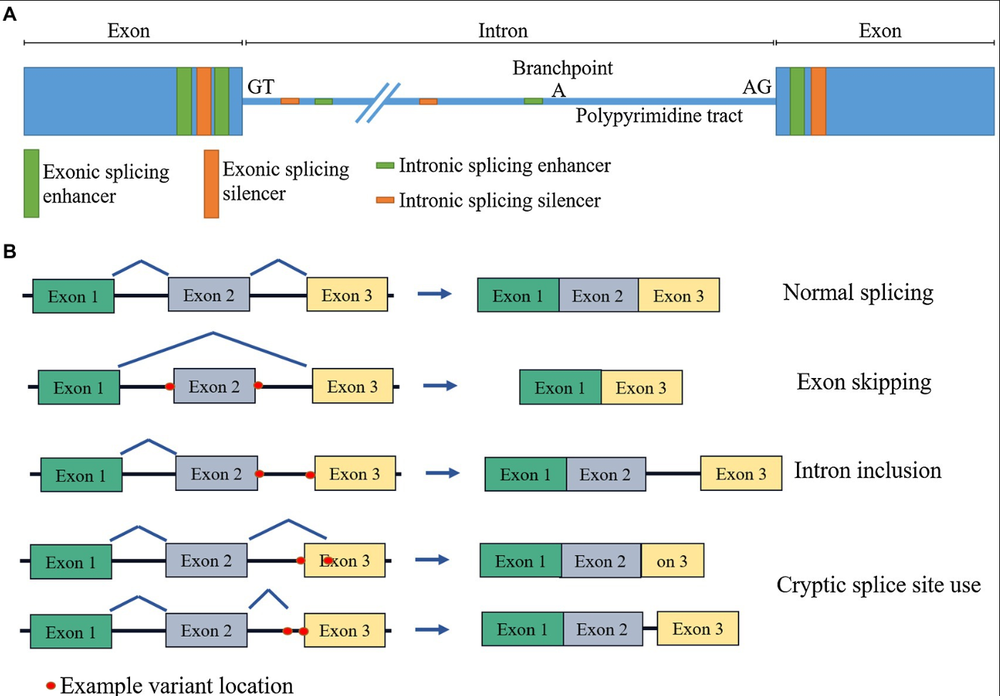 A
Exon
Intron
Exon
Branchpoint
GT
A
AG
Polypyrimidine tract
Exonic splicing
enhancer
Exonic splicing
silencer
Intronic splicing enhancer
Intronic splicing silencer
B
Exon 1 Exon 2 Exon 3 Exon 1 Exon 2 Exon 3 Normal splicing
Exon 1 Exon 2 Exon 3 Exon 1 Exon 3 Exon skipping
Exon 1 Exon 2 Exon 3 Exon 1 Exon 2 Exon 3 Intron inclusion
Exon 1 Exon 2 Exon 3 Exon 1 Exon 2 on 3
Cryptic splice site use
Exon 1 Exon 2 Exon 3 Exon 1 Exon 2 Exon 3
Example variant location